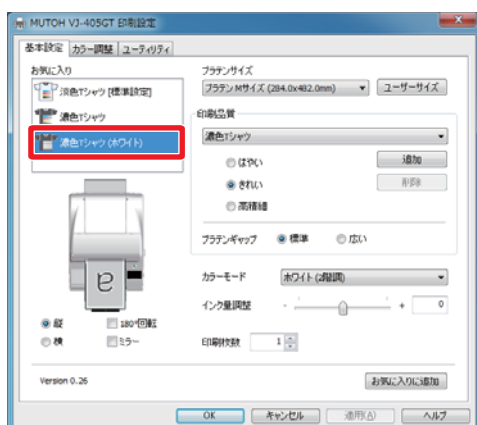 MUTOH VJ-405GT 印刷設定
基本設定 カラー調整 ユーティリティ
お気に入り
淡色Tシャツ [標準設定]
濃色Tシャツ
濃色Tシャツ (ホワイト)
プラテンサイズ
プラテン Mサイズ (284.0x482.0mm)
ユーザーサイズ
印刷品質
濃色Tシャツ
はやい
追加
きれい
削除
高精細
プラテンギャップ 標準 広い
a
カラーモード ホワイト (2階調)
インク量調整 - + 0
縦 180°回転
横 ミラー
印刷枚数 1
Version 0.26
お気に入りに追加
OK キャンセル 適用(A) ヘルプ